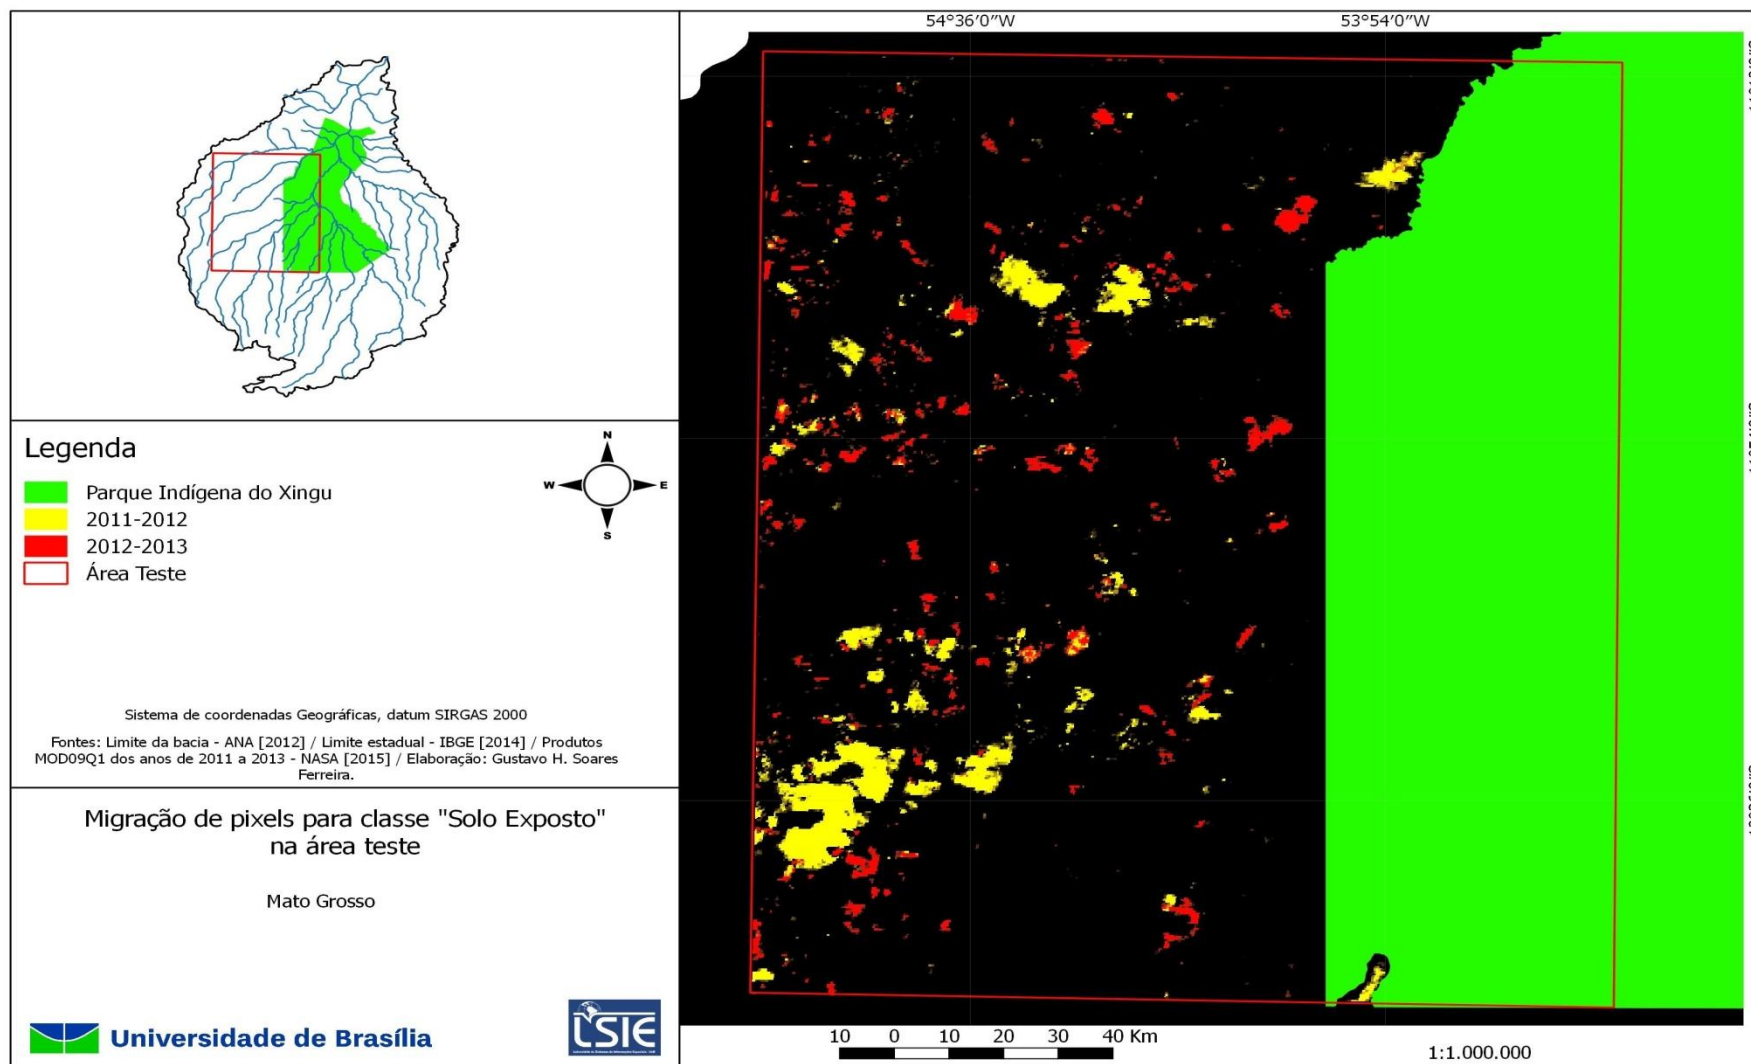 54°36′0″W
53°54′0″W
Legenda
Parque Indígena do Xingu
2011-2012
2012-2013
Área Teste
N
W
E
S
Sistema de coordenadas Geográficas, datum SIRGAS 2000
Fontes: Limite da bacia - ANA [2012] / Limite estadual - IBGE [2014] / Produtos
MOD09Q1 dos anos de 2011 a 2013 - NASA [2015] / Elaboração: Gustavo H. Soares
Ferreira.
Migração de pixels para classe "Solo Exposto"
na área teste
Mato Grosso
Universidade de Brasília
LSIE
10 0 10 20 30 40 Km
1:1.000.000